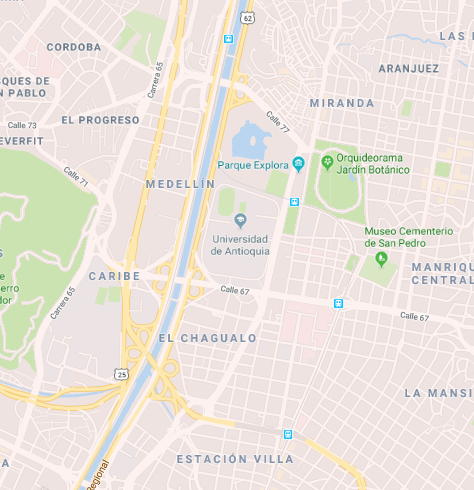 62
LAS
CORDOBA
ARANJUEZ
QUES DE
N PABLO
Carrera 65
MIRANDA
EL PROGRESO
Calle 77
Calle 73
EVERFIT
Parque Explora
Orquideorama
Jardín Botánico
Calle 71
MEDELLÍN
Universidad
de Antioquia
Museo Cementerio
de San Pedro
CARIBE
MANRIQU
CENTRAL
erro
dor
Carrera 65
Calle 67
Calle 67
EL CHAGUALO
25
LA MANSI
ESTACIÓN VILLA
Regional